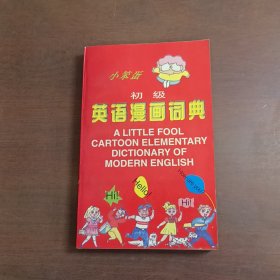 小笨蛋
初级
英语漫画词典
A LITTLE FOOL
CARTOON ELEMENTARY
DICTIONARY OF
MODERN ENGLISH
Hello!